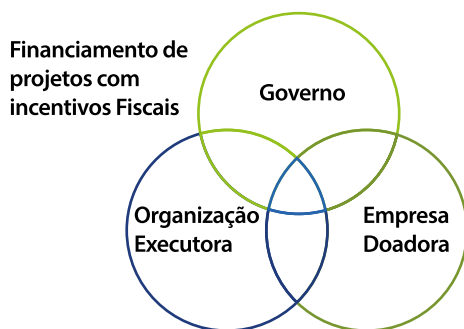 Financiamento de
projetos com
incentivos Fiscais
Governo
Organização
Executora
Empresa
Doadora